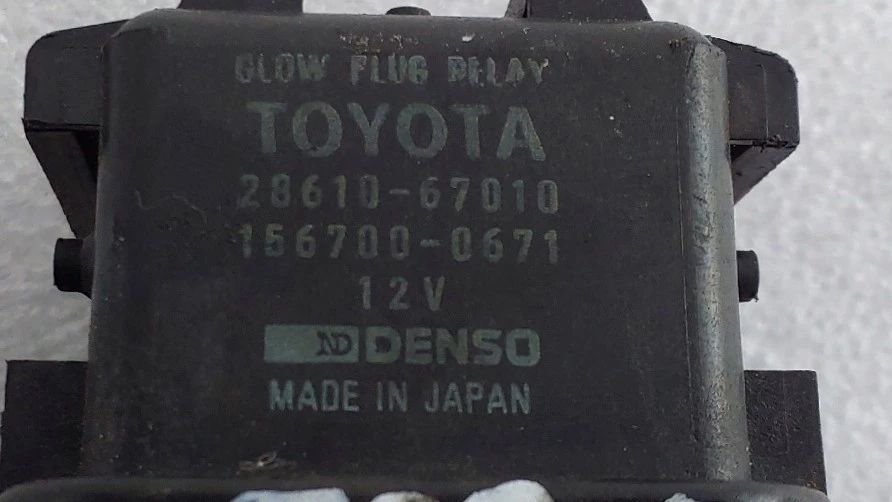 GLOW PLUG RELAY
TOYOTA
28610-67010
156700-0671
12V
ND DENSO
MADE IN JAPAN